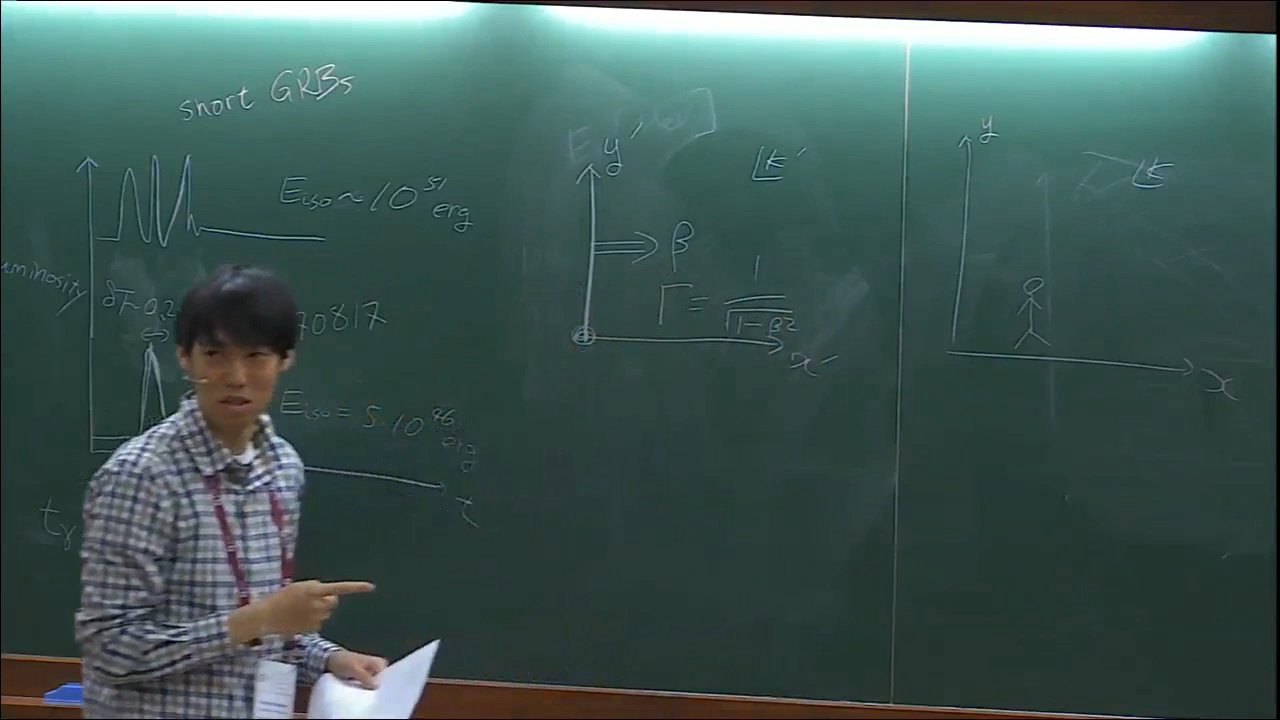 short GRBs
E_iso ~ 10^51 erg
uminosity
δT~0.2
70817
E_iso = 5·10^46 erg
t
t_γ
y'
K'
β
Γ = 1/√(1-β²)
x'
y
K
x